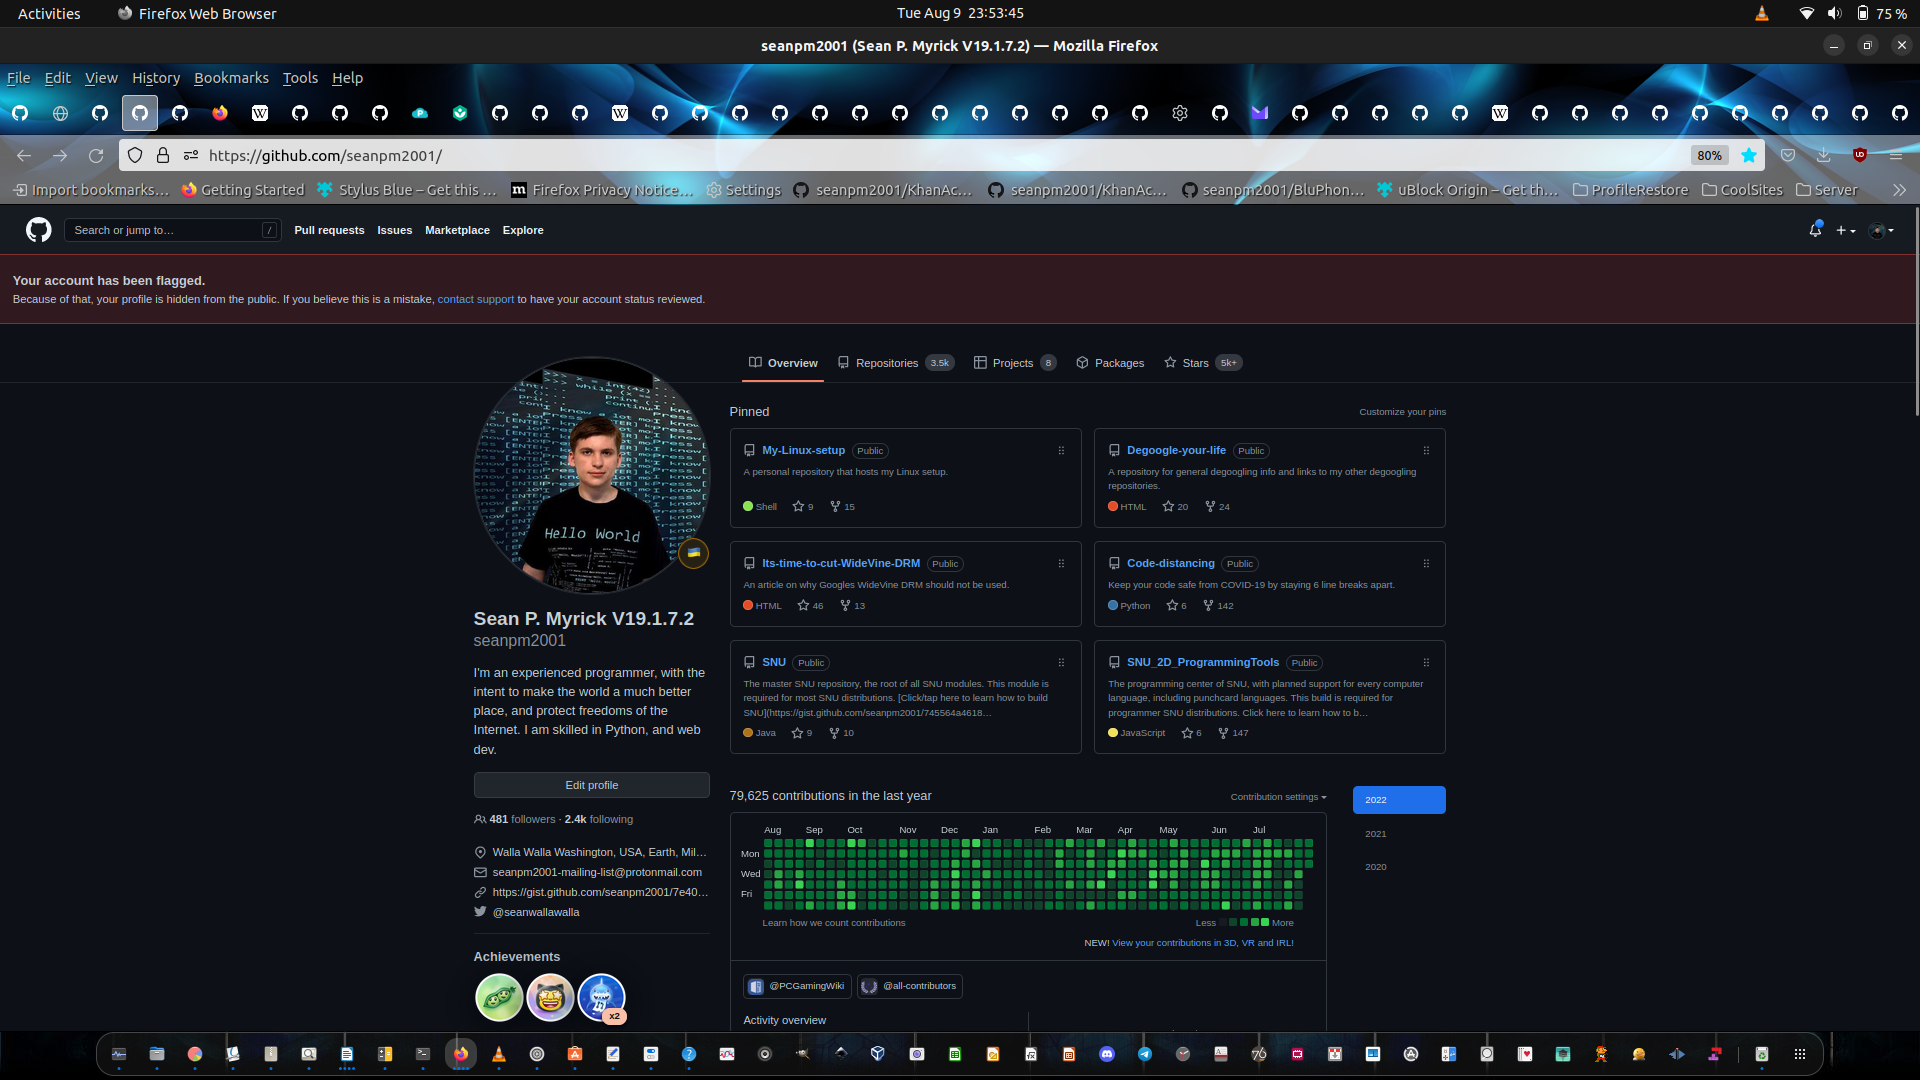 Activities
Firefox Web Browser
Tue Aug 9 23:53:45
75 %
seanpm2001 (Sean P. Myrick V19.1.7.2) — Mozilla Firefox
File Edit View History Bookmarks Tools Help
https://github.com/seanpm2001/
80%
Import bookmarks… Getting Started Stylus Blue – Get this … Firefox Privacy Notice… Settings seanpm2001/KhanAc… seanpm2001/KhanAc… seanpm2001/BluPhon… uBlock Origin – Get th… ProfileRestore CoolSites Server
Search or jump to… /
Pull requests Issues Marketplace Explore
Your account has been flagged.
Because of that, your profile is hidden from the public. If you believe this is a mistake, contact support to have your account status reviewed.
Overview Repositories 3.5k Projects 8 Packages Stars 5k+
Hello World
Sean P. Myrick V19.1.7.2
seanpm2001
I'm an experienced programmer, with the
intent to make the world a much better
place, and protect freedoms of the
Internet. I am skilled in Python, and web
dev.
Edit profile
481 followers · 2.4k following
Walla Walla Washington, USA, Earth, Mil…
seanpm2001-mailing-list@protonmail.com
https://gist.github.com/seanpm2001/7e40…
@seanwallawalla
Achievements
x2
Pinned
Customize your pins
My-Linux-setup Public
A personal repository that hosts my Linux setup.
Shell 9 15
Degoogle-your-life Public
A repository for general degoogling info and links to my other degoogling
repositories.
HTML 20 24
Its-time-to-cut-WideVine-DRM Public
An article on why Googles WideVine DRM should not be used.
HTML 46 13
Code-distancing Public
Keep your code safe from COVID-19 by staying 6 line breaks apart.
Python 6 142
SNU Public
The master SNU repository, the root of all SNU modules. This module is
required for most SNU distributions. [Click/tap here to learn how to build
SNU](https://gist.github.com/seanpm2001/745564a4618…
Java 9 10
SNU_2D_ProgrammingTools Public
The programming center of SNU, with planned support for every computer
language, including punchcard languages. This build is required for
programmer SNU distributions. Click here to learn how to b…
JavaScript 6 147
79,625 contributions in the last year
Contribution settings
2022
2021
2020
Aug Sep Oct Nov Dec Jan Feb Mar Apr May Jun Jul
Mon
Wed
Fri
Learn how we count contributions
Less More
NEW! View your contributions in 3D, VR and IRL!
@PCGamingWiki @all-contributors
Activity overview